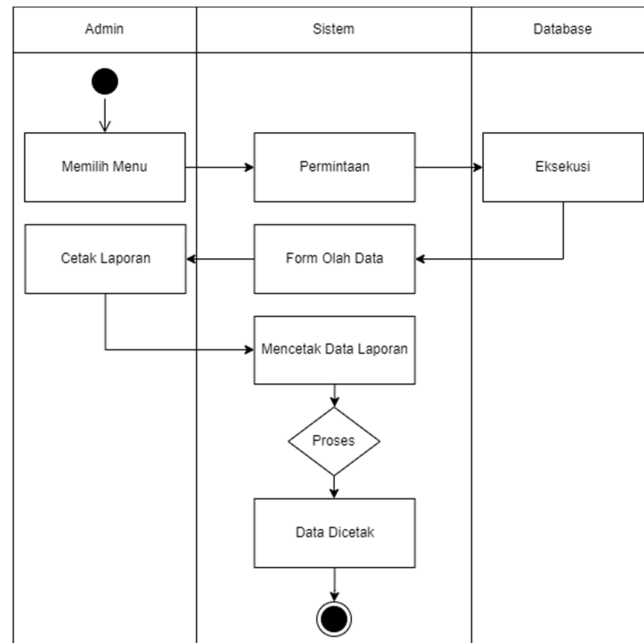 Admin
Sistem
Database
Memilih Menu
Permintaan
Eksekusi
Cetak Laporan
Form Olah Data
Mencetak Data Laporan
Proses
Data Dicetak